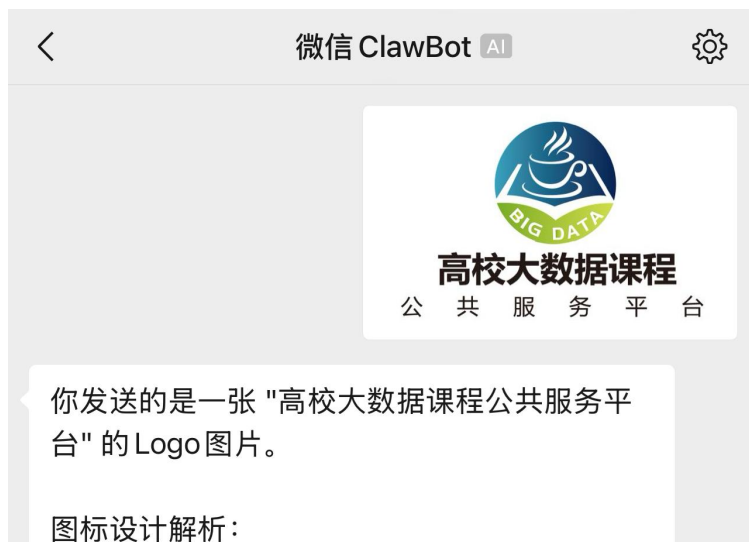 微信 ClawBot AI
BIG DATA
高校大数据课程
公共服务平台
你发送的是一张 "高校大数据课程公共服务平
台" 的Logo图片。
图标设计解析：